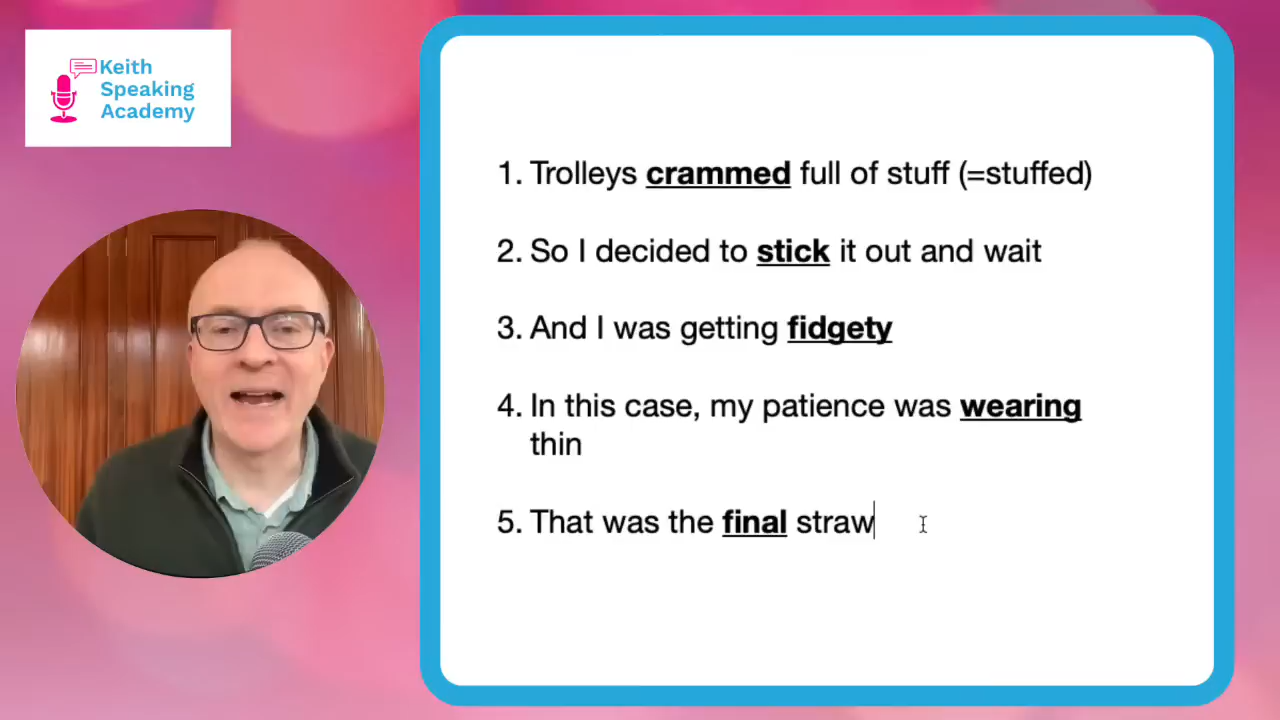 Keith
Speaking
Academy
1. Trolleys crammed full of stuff (=stuffed)
2. So I decided to stick it out and wait
3. And I was getting fidgety
4. In this case, my patience was wearing
thin
5. That was the final straw